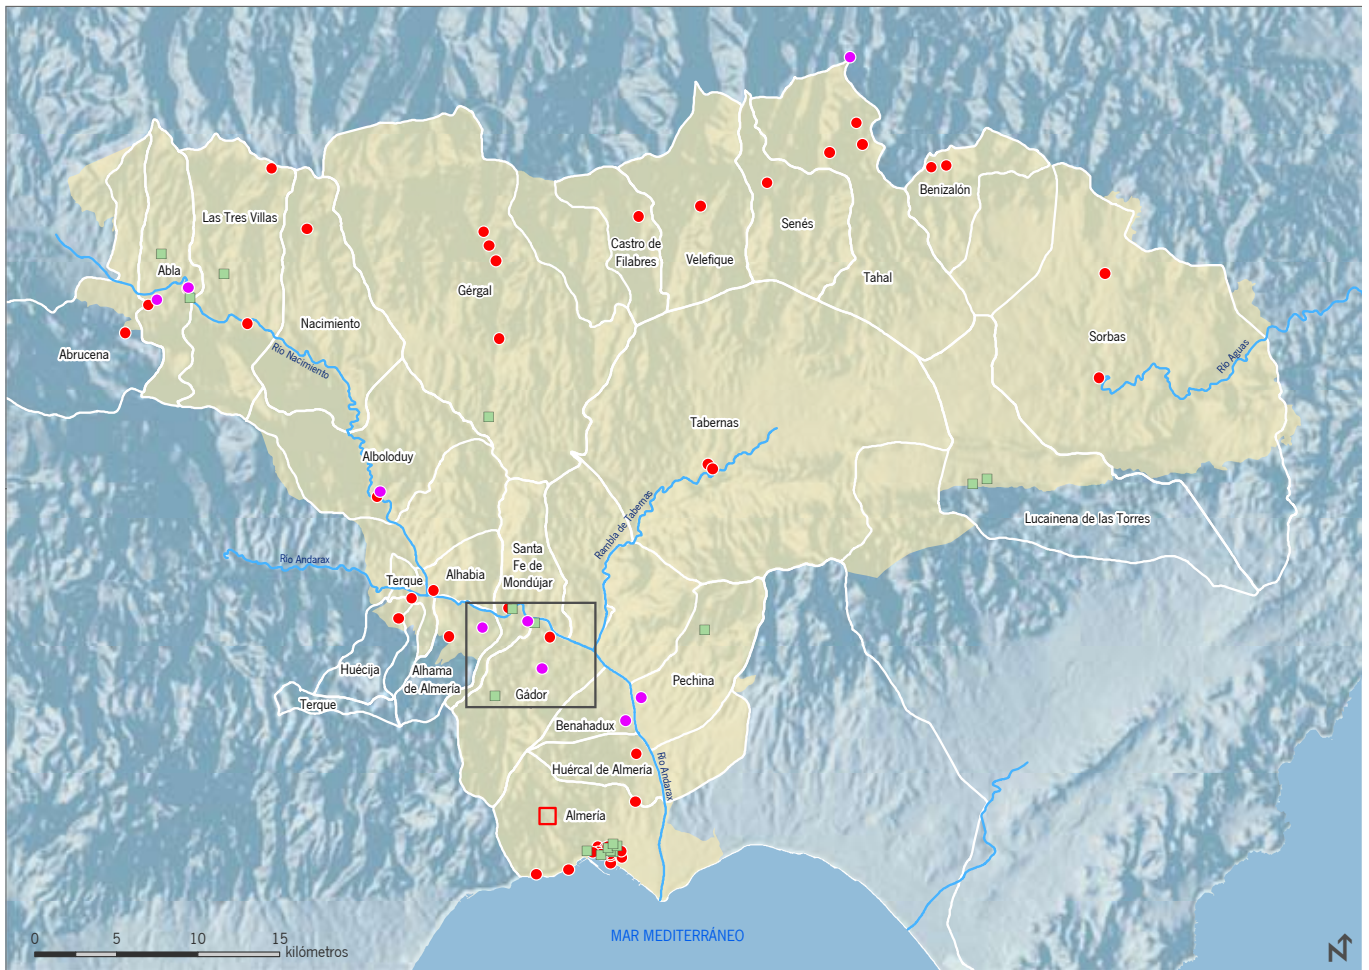 Las Tres Villas
Abla
Abrucena
Nacimiento
Río Nacimiento
Gérgal
Castro de
Filabres
Velefique
Senés
Tahal
Benizalón
Sorbas
Río Aguas
Tabernas
Rambla de Tabernas
Alboloduy
Lucainena de las Torres
Río Andarax
Terque
Alhabia
Santa
Fe de
Mondújar
Huécija
Alhama
de Almería
Terque
Gádor
Pechina
Benahadux
Huércal de Almería
Río Andarax
Almería
MAR MEDITERRÁNEO
0 5 10 15
kilómetros
N